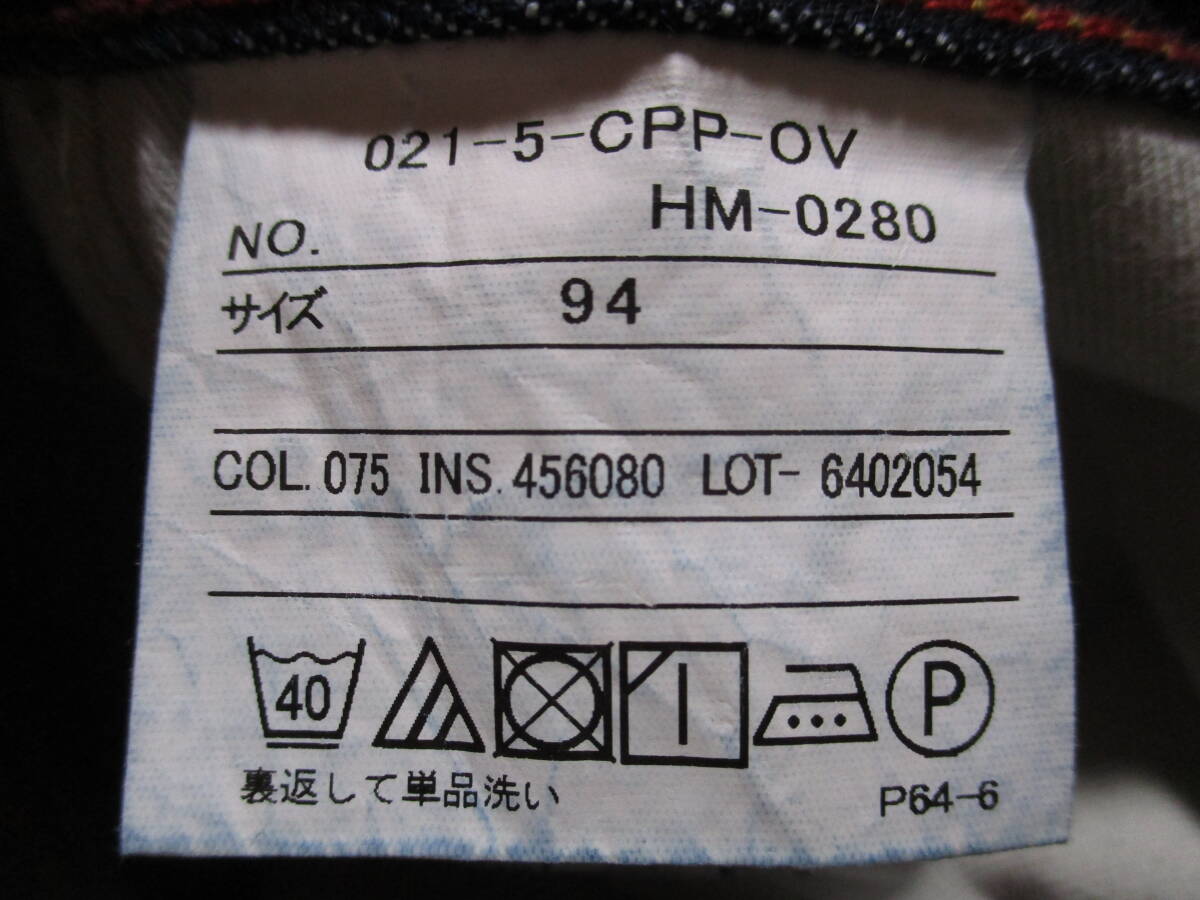 021-5-CPP-OV
NO. HM-0280
サイズ 94
COL. 075 INS. 456080 LOT- 6402054
40 P
裏返して単品洗い P64-6